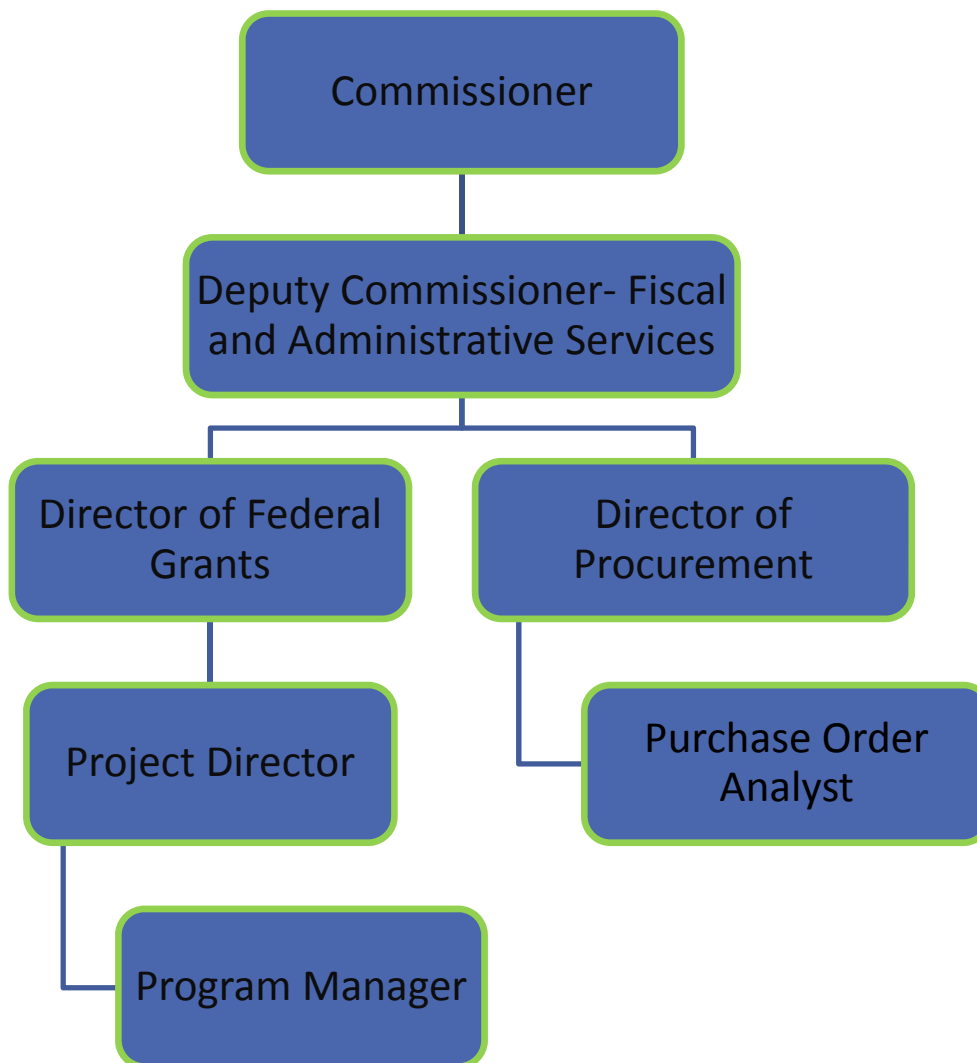 Commissioner
Deputy Commissioner- Fiscal
and Administrative Services
Director of Federal
Grants
Director of
Procurement
Project Director
Purchase Order
Analyst
Program Manager